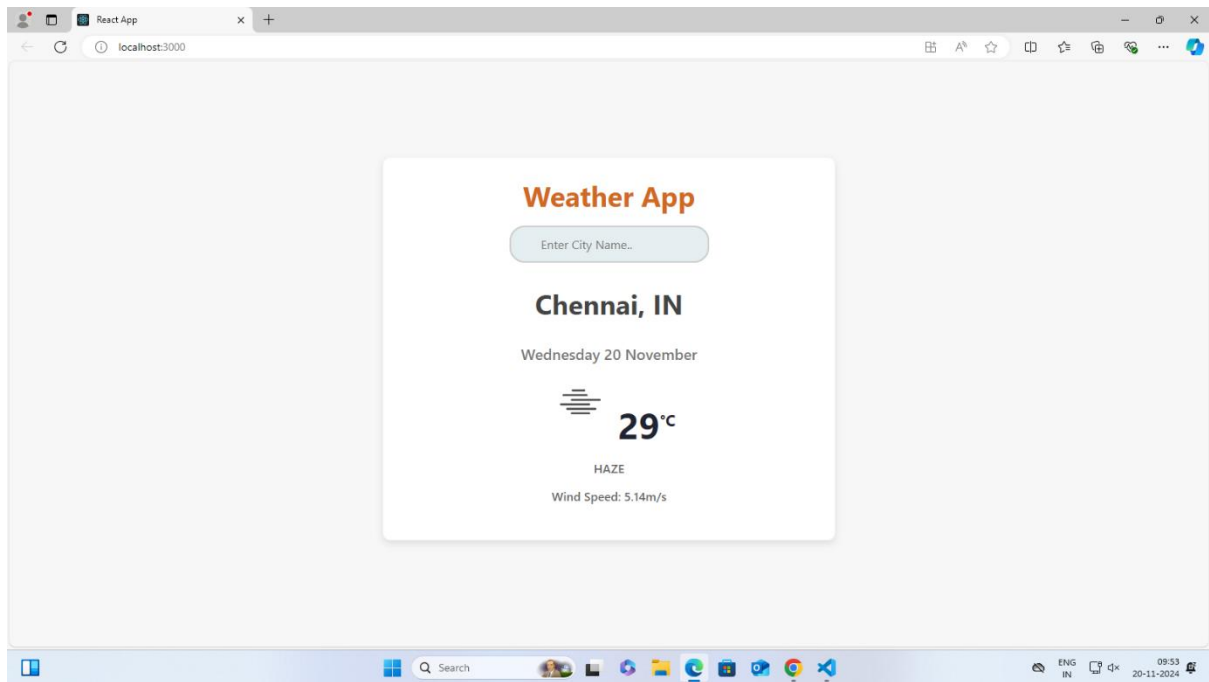 React App
localhost:3000
Weather App
Enter City Name..
Chennai, IN
Wednesday 20 November
29°C
HAZE
Wind Speed: 5.14m/s
Search
ENG
IN
09:53
20-11-2024